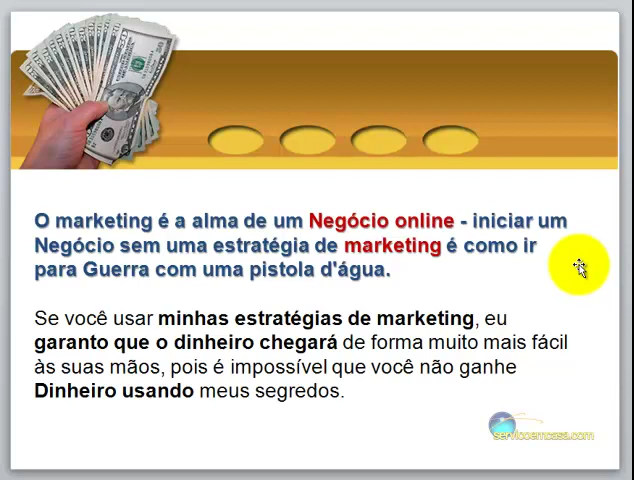 O marketing é a alma de um Negócio online - iniciar um
Negócio sem uma estratégia de marketing é como ir
para Guerra com uma pistola d'água.
Se você usar minhas estratégias de marketing, eu
garanto que o dinheiro chegará de forma muito mais fácil
às suas mãos, pois é impossível que você não ganhe
Dinheiro usando meus segredos.
servicoemcasa.com